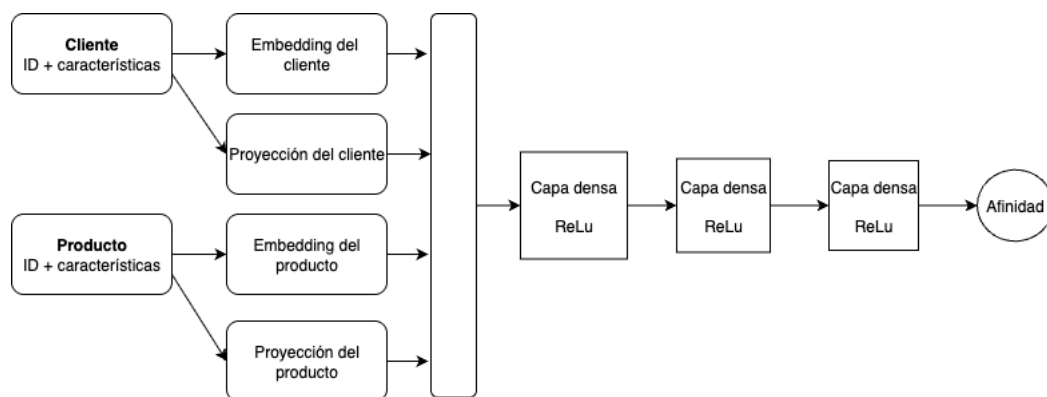 Cliente
ID + características
Embedding del
cliente
Proyección del cliente
Producto
ID + características
Embedding del
producto
Proyección del
producto
Capa densa
ReLu
Capa densa
ReLu
Capa densa
ReLu
Afinidad